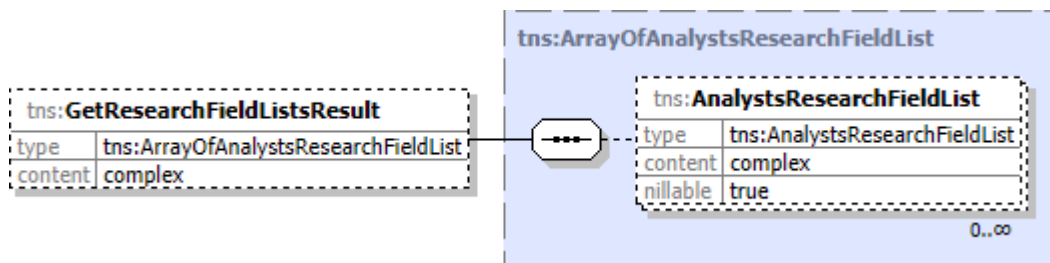 tns:ArrayOfAnalystsResearchFieldList
tns:GetResearchFieldListsResult
type tns:ArrayOfAnalystsResearchFieldList
content complex
tns:AnalystsResearchFieldList
type tns:AnalystsResearchFieldList
content complex
nillable true
0..∞